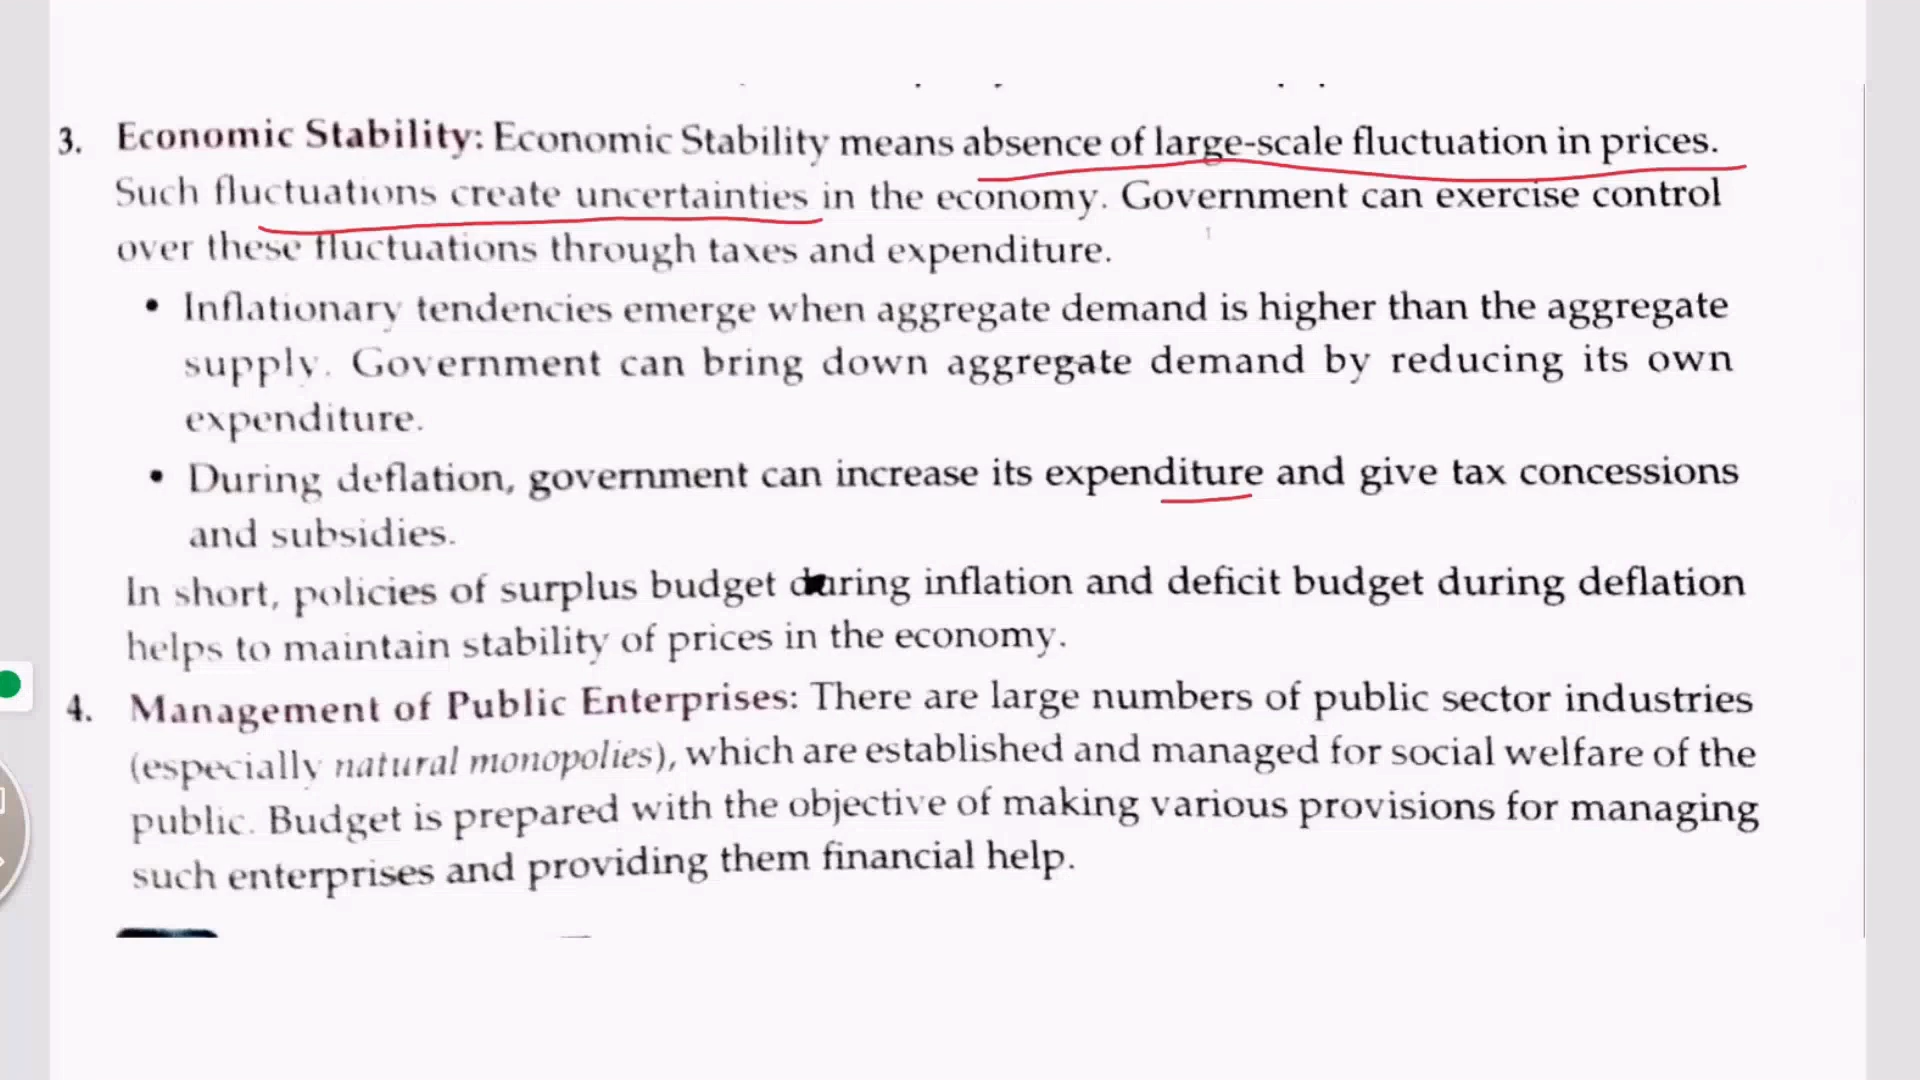 3. Economic Stability: Economic Stability means absence of large-scale fluctuation in prices.
Such fluctuations create uncertainties in the economy. Government can exercise control
over these fluctuations through taxes and expenditure.
• Inflationary tendencies emerge when aggregate demand is higher than the aggregate
supply. Government can bring down aggregate demand by reducing its own
expenditure.
• During deflation, government can increase its expenditure and give tax concessions
and subsidies.
In short, policies of surplus budget during inflation and deficit budget during deflation
helps to maintain stability of prices in the economy.
4. Management of Public Enterprises: There are large numbers of public sector industries
(especially natural monopolies), which are established and managed for social welfare of the
public. Budget is prepared with the objective of making various provisions for managing
such enterprises and providing them financial help.